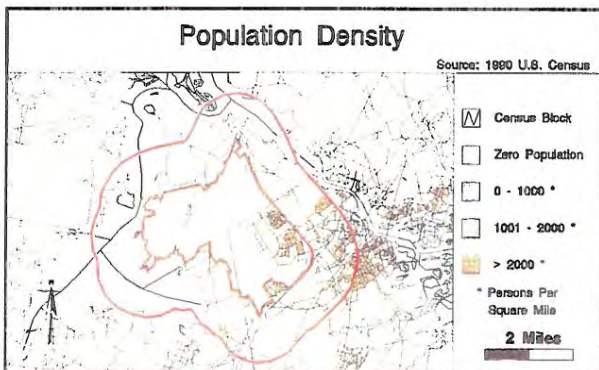 Population Density
Source: 1990 U.S. Census
Census Block
Zero Population
0 - 1000 *
1001 - 2000 *
> 2000 *
* Persons Per
Square Mile
2 Miles
N